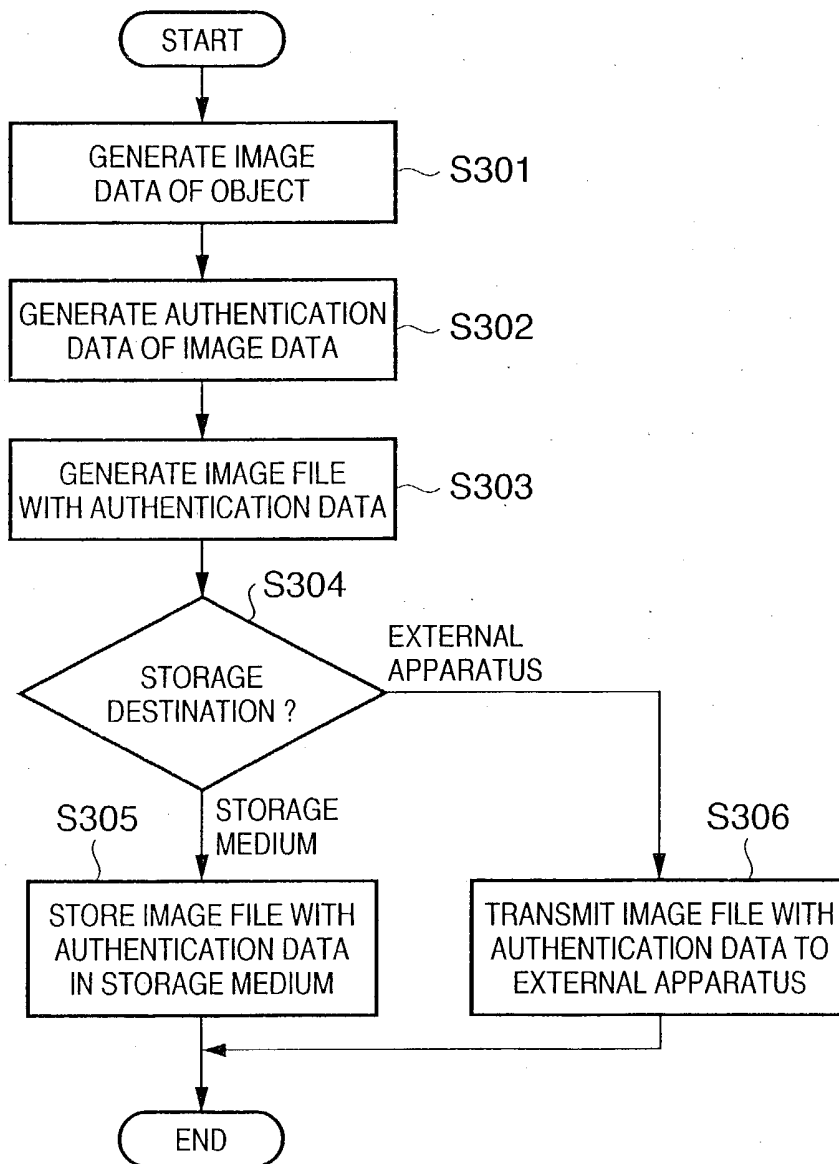 START
GENERATE IMAGE
DATA OF OBJECT
S301
GENERATE AUTHENTICATION
DATA OF IMAGE DATA
S302
GENERATE IMAGE FILE
WITH AUTHENTICATION DATA
S303
S304
STORAGE
DESTINATION ?
EXTERNAL
APPARATUS
STORAGE
MEDIUM
S305
STORE IMAGE FILE WITH
AUTHENTICATION DATA
IN STORAGE MEDIUM
S306
TRANSMIT IMAGE FILE WITH
AUTHENTICATION DATA TO
EXTERNAL APPARATUS
END